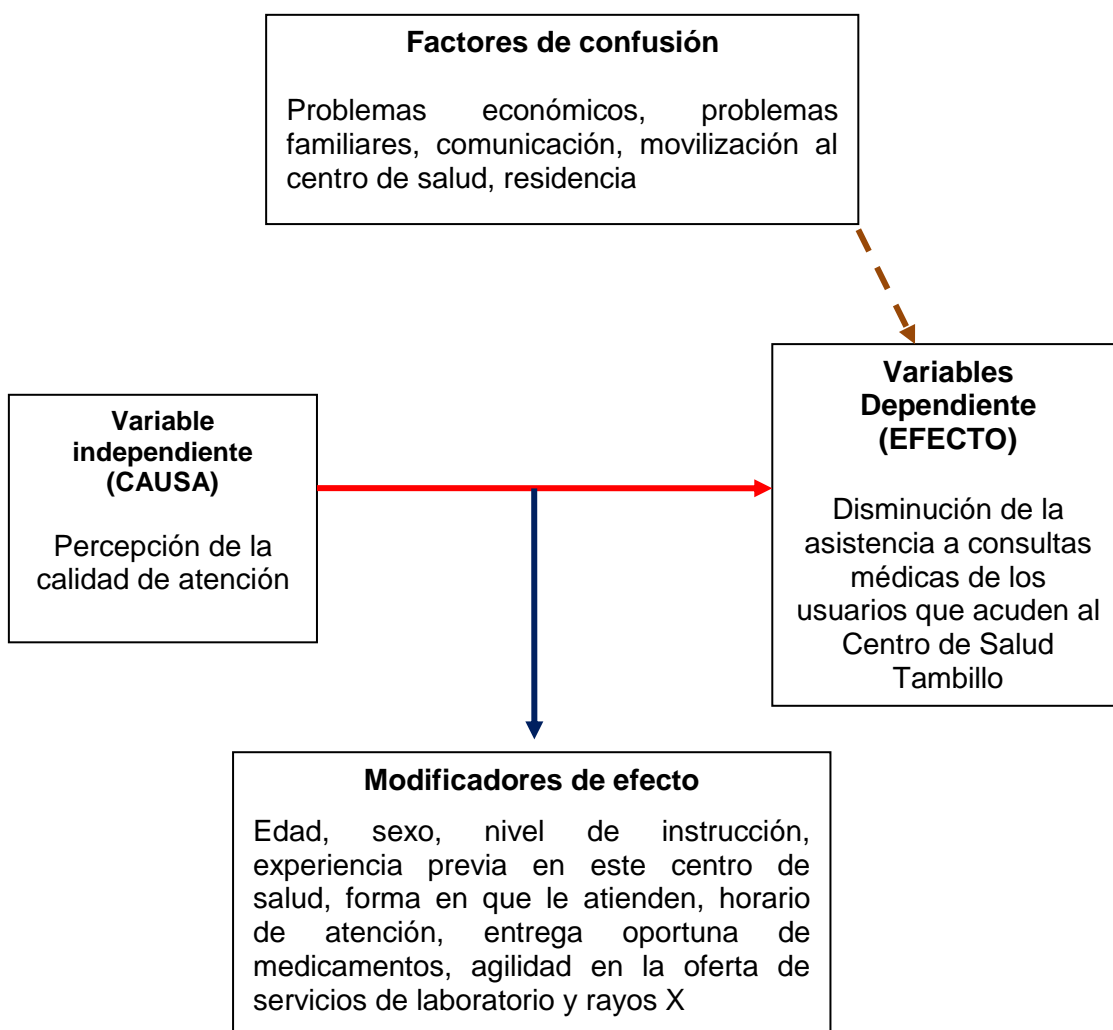 Factores de confusión
Problemas económicos, problemas
familiares, comunicación, movilización al
centro de salud, residencia
Variable
independiente
(CAUSA)
Percepción de la
calidad de atención
Variables
Dependiente
(EFECTO)
Disminución de la
asistencia a consultas
médicas de los
usuarios que acuden al
Centro de Salud
Tambillo
Modificadores de efecto
Edad, sexo, nivel de instrucción,
experiencia previa en este centro de
salud, forma en que le atienden, horario
de atención, entrega oportuna de
medicamentos, agilidad en la oferta de
servicios de laboratorio y rayos X